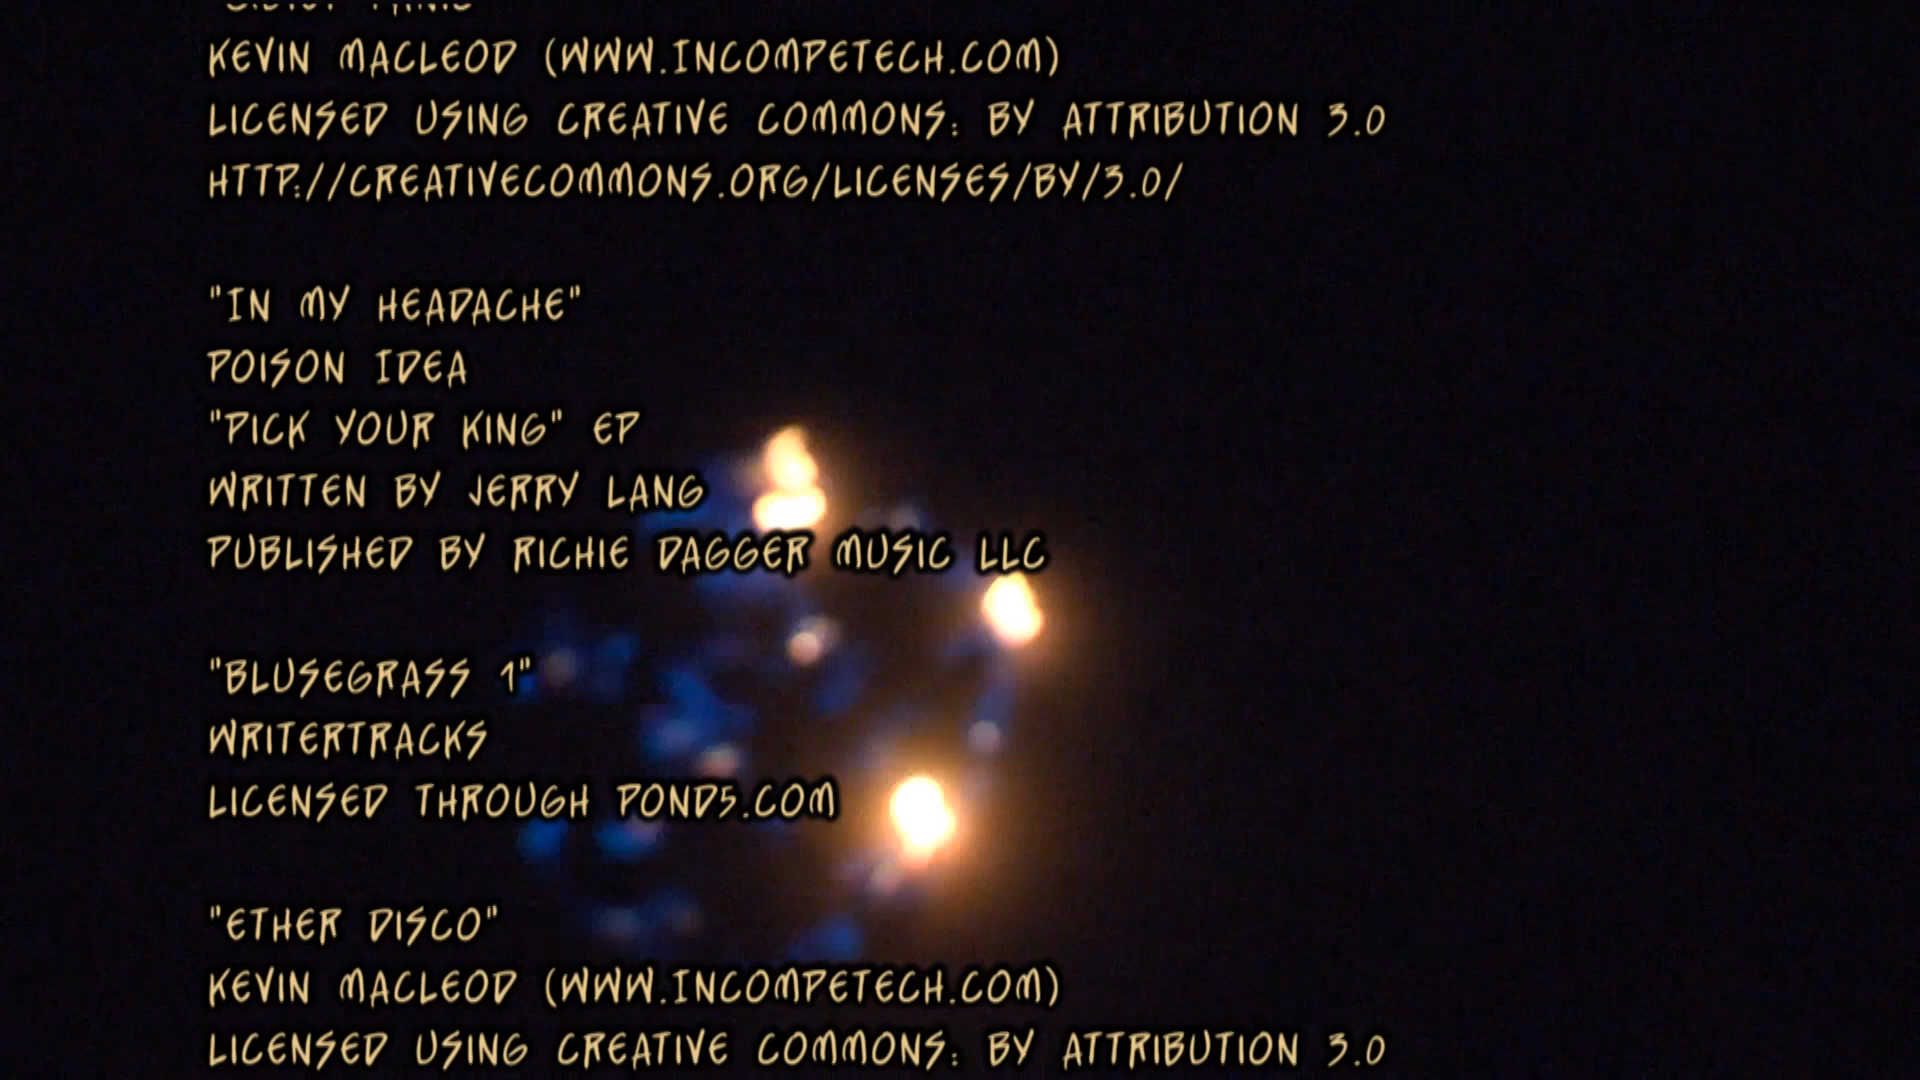 KEVIN MACLEOD (WWW.INCOMPETECH.COM)
LICENSED USING CREATIVE COMMONS: BY ATTRIBUTION 3.0
HTTP://CREATIVECOMMONS.ORG/LICENSES/BY/3.0/
"IN MY HEADACHE"
POISON IDEA
"PICK YOUR KING" EP
WRITTEN BY JERRY LANG
PUBLISHED BY RICHIE DAGGER MUSIC LLC
"BLUSEGRASS 1"
WRITERTRACKS
LICENSED THROUGH POND5.COM
"ETHER DISCO"
KEVIN MACLEOD (WWW.INCOMPETECH.COM)
LICENSED USING CREATIVE COMMONS: BY ATTRIBUTION 3.0